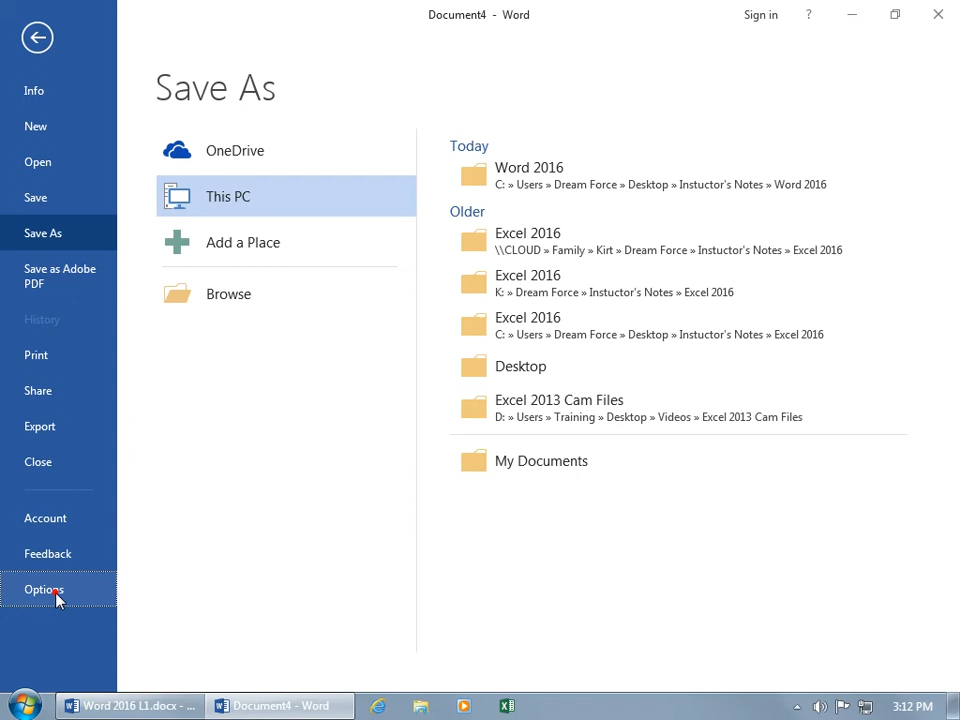 Document4 - Word
Sign in
?
Info
New
Open
Save
Save As
Save as Adobe
PDF
History
Print
Share
Export
Close
Account
Feedback
Options
Save As
OneDrive
This PC
Add a Place
Browse
Today
Word 2016
C: » Users » Dream Force » Desktop » Instuctor's Notes » Word 2016
Older
Excel 2016
\\CLOUD » Family » Kirt » Dream Force » Instuctor's Notes » Excel 2016
Excel 2016
K: » Dream Force » Instuctor's Notes » Excel 2016
Excel 2016
C: » Users » Dream Force » Desktop » Instuctor's Notes » Excel 2016
Desktop
Excel 2013 Cam Files
D: » Users » Training » Desktop » Videos » Excel 2013 Cam Files
My Documents
Word 2016 L1.docx - ...
Document4 - Word
3:12 PM